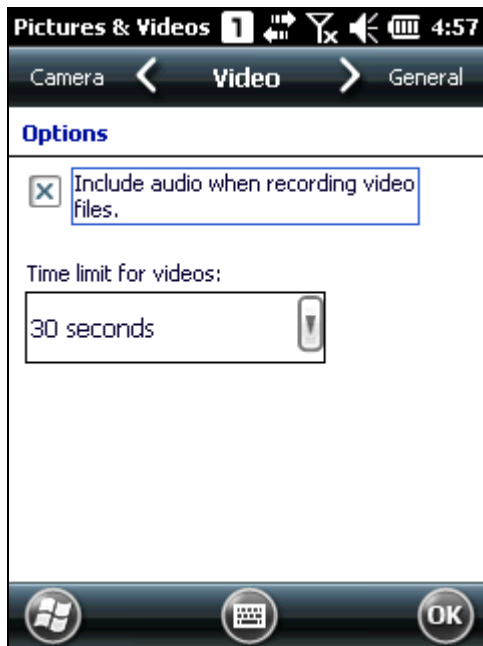 Pictures & Videos 1 4:57
Camera Video General
Options
Include audio when recording video
files.
Time limit for videos:
30 seconds
OK